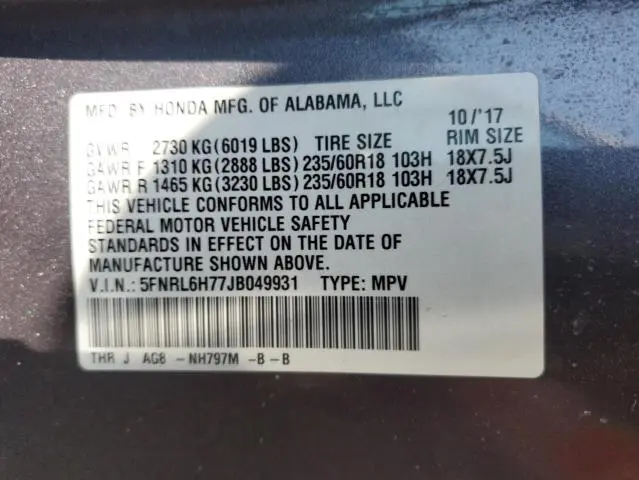 MFD. BY HONDA MFG. OF ALABAMA, LLC 10/'17
GVWR 2730 KG(6019 LBS) TIRE SIZE RIM SIZE
GAWR F 1310 KG(2888 LBS)235/60R18 103H 18X7.5J
GAWR R 1465 KG(3230 LBS)235/60R18 103H 18X7.5J
THIS VEHICLE CONFORMS TO ALL APPLICABLE
FEDERAL MOTOR VEHICLE SAFETY
STANDARDS IN EFFECT ON THE DATE OF
MANUFACTURE SHOWN ABOVE.
V.I.N.: 5FNRL6H77JB049931 TYPE: MPV
THR J AG8 -NH797M -B-B